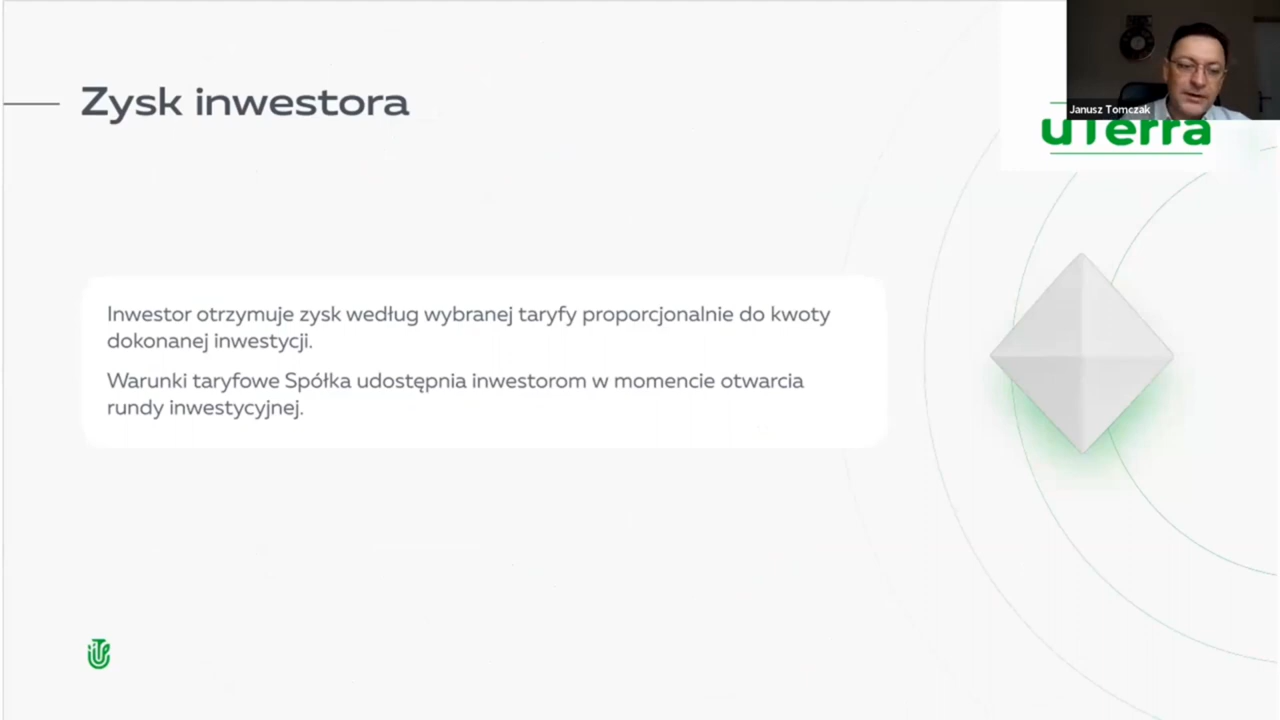 Zysk inwestora
Janusz Tomczak
uTerra
Inwestor otrzymuje zysk według wybranej taryfy proporcjonalnie do kwoty
dokonanej inwestycji.
Warunki taryfowe Spółka udostępnia inwestorom w momencie otwarcia
rundy inwestycyjnej.